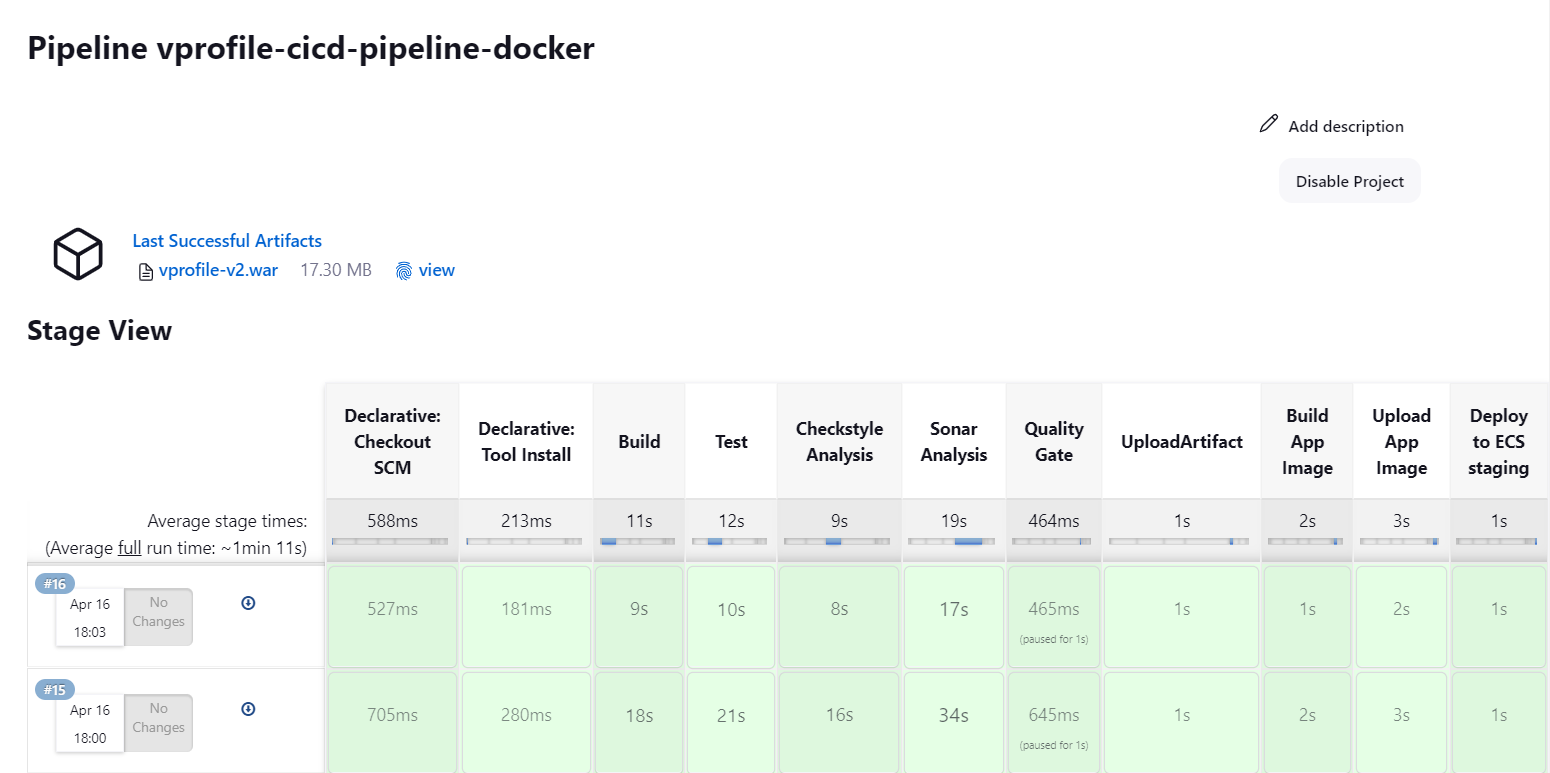 Pipeline vprofile-cicd-pipeline-docker
Add description
Disable Project
Last Successful Artifacts
vprofile-v2.war 17.30 MB view
Stage View
Declarative: Checkout SCM
Declarative: Tool Install
Build
Test
Checkstyle Analysis
Sonar Analysis
Quality Gate
UploadArtifact
Build App Image
Upload App Image
Deploy to ECS staging
Average stage times:
(Average full run time: ~1min 11s)
588ms 213ms 11s 12s 9s 19s 464ms 1s 2s 3s 1s
#16
Apr 16
18:03
No
Changes
527ms 181ms 9s 10s 8s 17s 465ms 1s 1s 2s 1s
(paused for 1s)
#15
Apr 16
18:00
No
Changes
705ms 280ms 18s 21s 16s 34s 645ms 1s 2s 3s 1s
(paused for 1s)